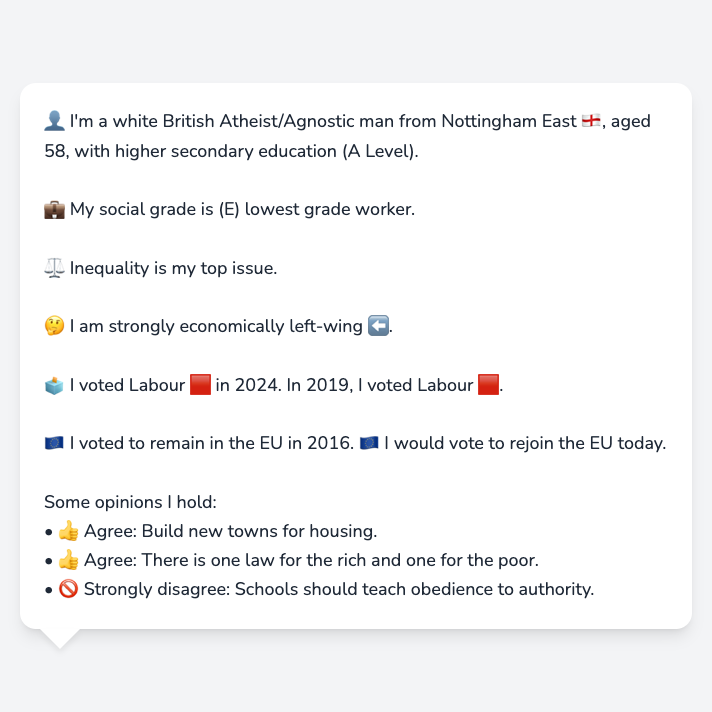 👤 I'm a white British Atheist/Agnostic man from Nottingham East 🏴󠁧󠁢󠁥󠁮󠁧󠁿, aged
58, with higher secondary education (A Level).
💼 My social grade is (E) lowest grade worker.
⚖️ Inequality is my top issue.
🤔 I am strongly economically left-wing ⬅️.
🗳️ I voted Labour 🟥 in 2024. In 2019, I voted Labour 🟥.
🇪🇺 I voted to remain in the EU in 2016. 🇪🇺 I would vote to rejoin the EU today.
Some opinions I hold:
• 👍 Agree: Build new towns for housing.
• 👍 Agree: There is one law for the rich and one for the poor.
• 🚫 Strongly disagree: Schools should teach obedience to authority.